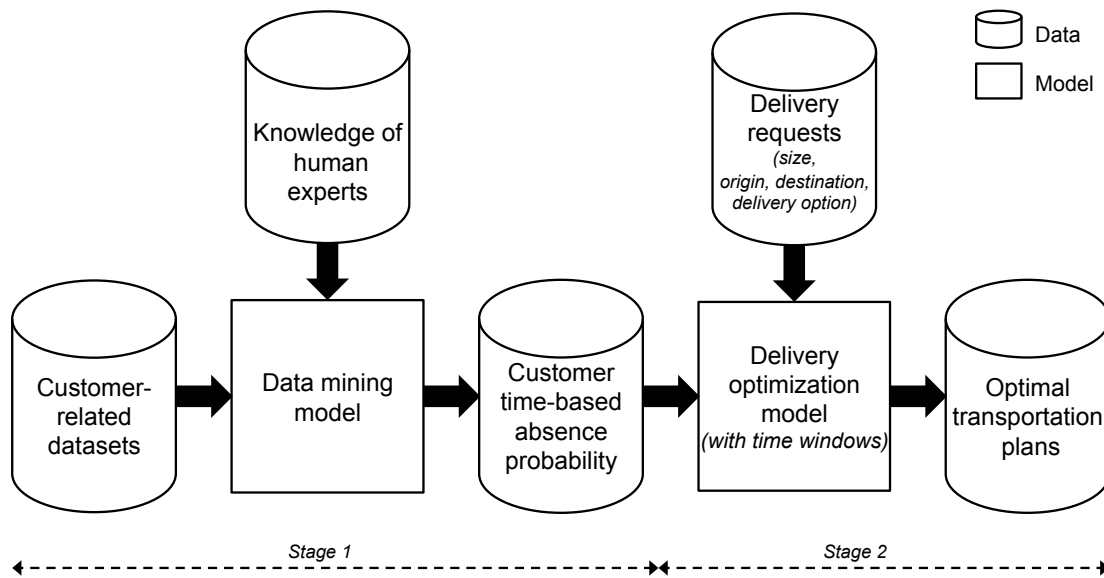 Data
Model
Knowledge of
human
experts
Delivery
requests
(size,
origin, destination,
delivery option)
Customer-
related
datasets
Data mining
model
Customer
time-based
absence
probability
Delivery
optimization
model
(with time windows)
Optimal
transportation
plans
Stage 1
Stage 2